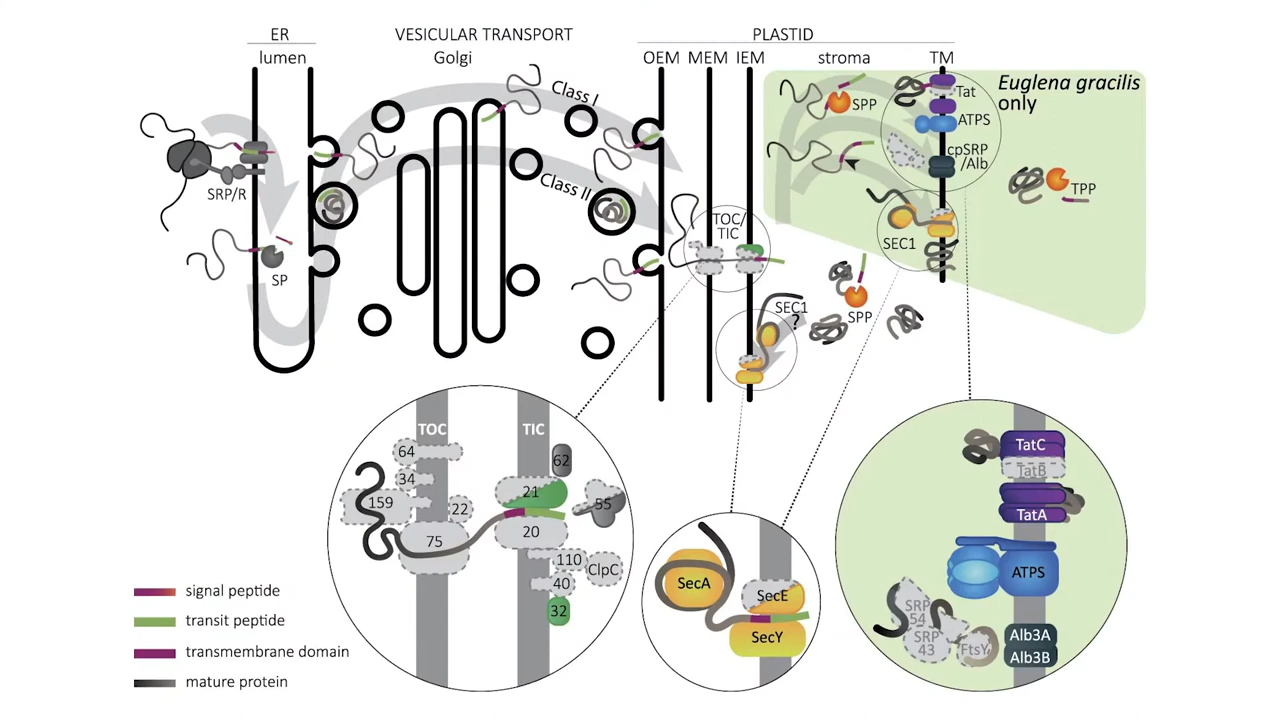 ER
VESICULAR TRANSPORT
PLASTID
lumen
Golgi
OEM
MEM
IEM
stroma
TM
Euglena gracilis
only
Class I
Class II
SRP/R
SP
SPP
Tat
ATPS
cpSRP
/Alb
TPP
TOC/
TIC
SEC1
SEC1
?
SPP
TOC
TIC
64
34
159
22
75
62
21
55
20
110
ClpC
40
32
SecA
SecE
SecY
TatC
TatB
TatA
ATPS
SRP
54
SRP
43
FtsY
Alb3A
Alb3B
signal peptide
transit peptide
transmembrane domain
mature protein